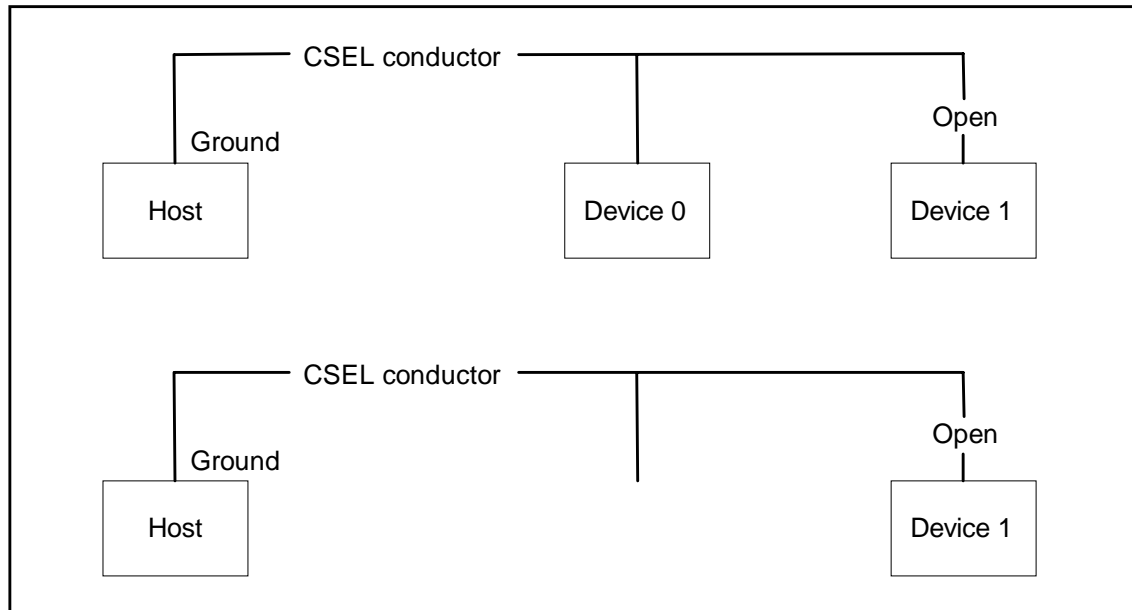 CSEL conductor
Open
Ground
Host
Device 0
Device 1
CSEL conductor
Open
Ground
Host
Device 1